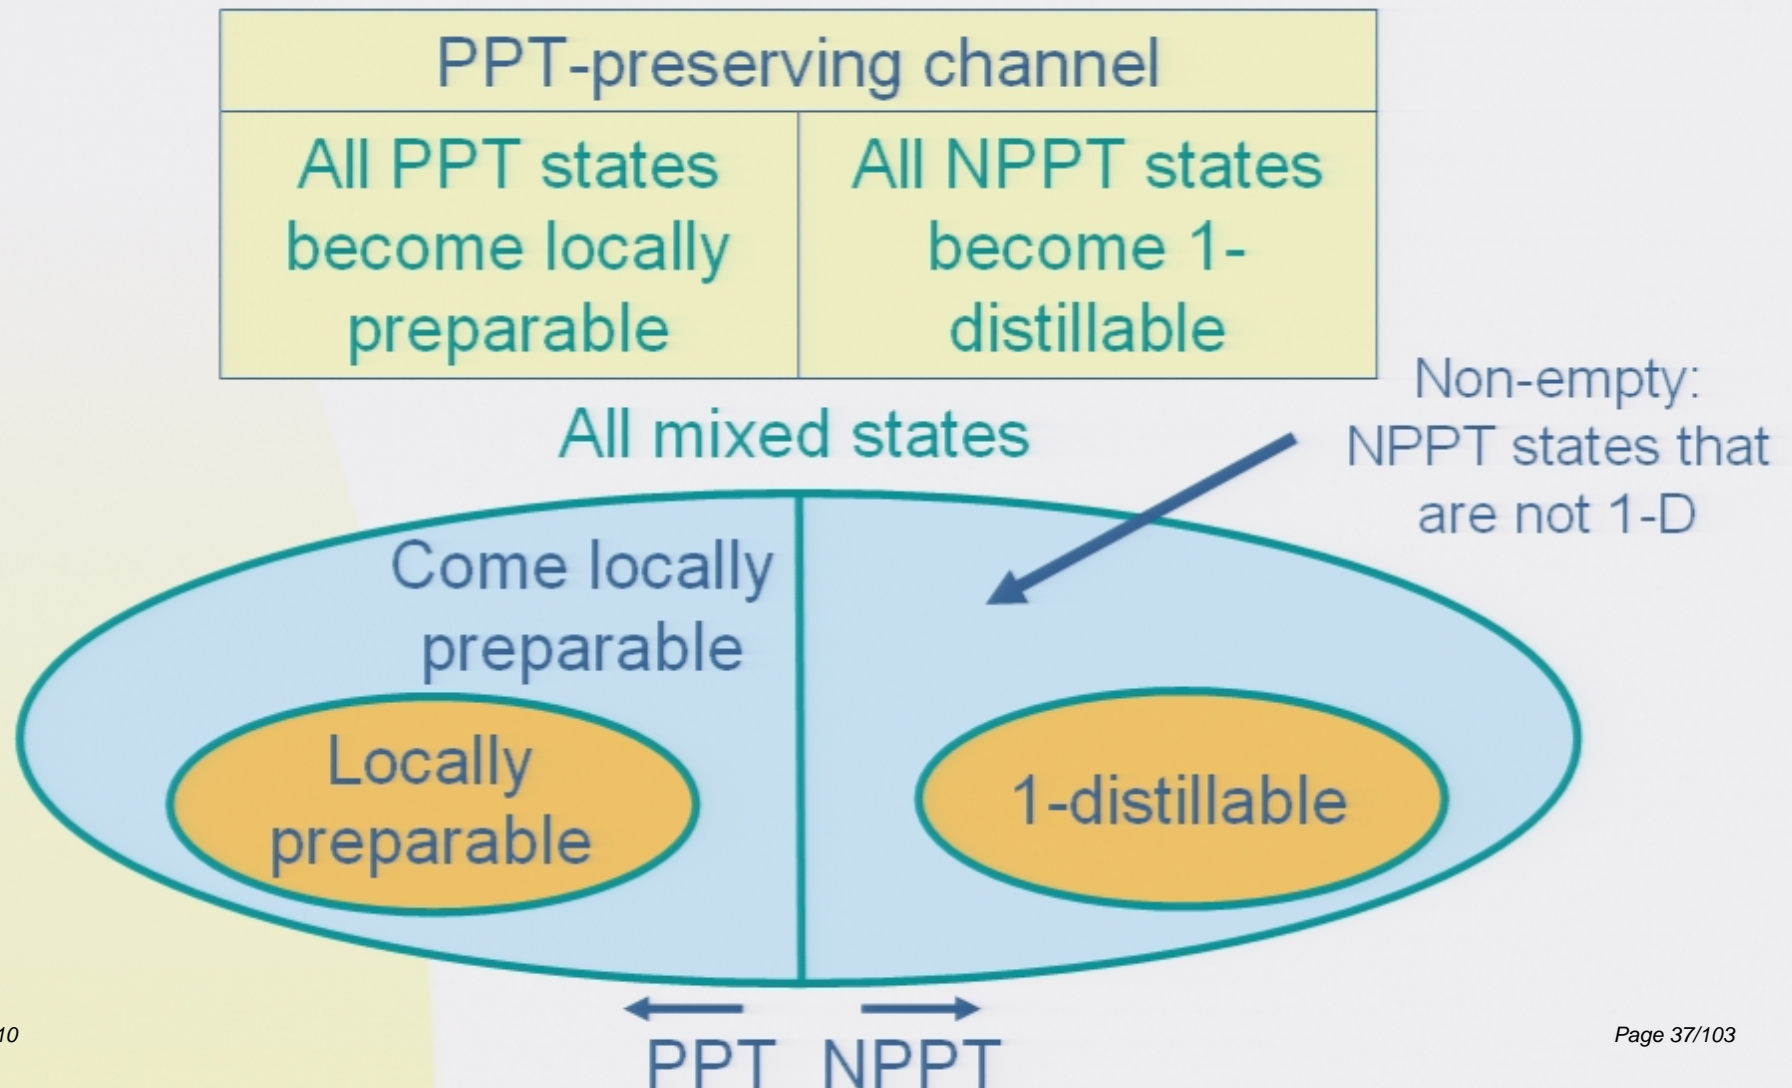 PPT-preserving channel
All PPT states
become locally
preparable
All NPPT states
become 1-
distillable
Non-empty:
NPPT states that
are not 1-D
All mixed states
Come locally
preparable
Locally
preparable
1-distillable
PPT NPPT
10
Page 37/103